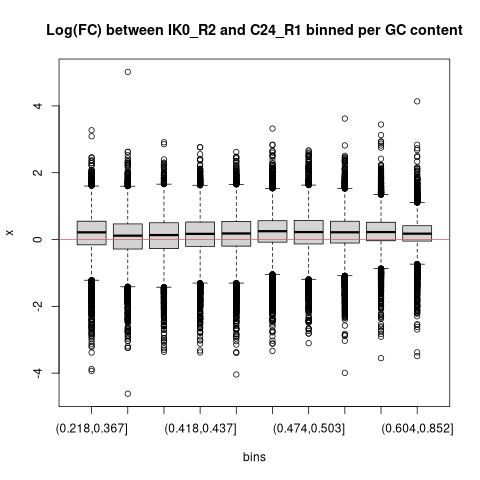 Log(FC) between IK0_R2 and C24_R1 binned per GC content
x
4
2
0
-2
-4
(0.218,0.367] (0.418,0.437] (0.474,0.503] (0.604,0.852]
bins